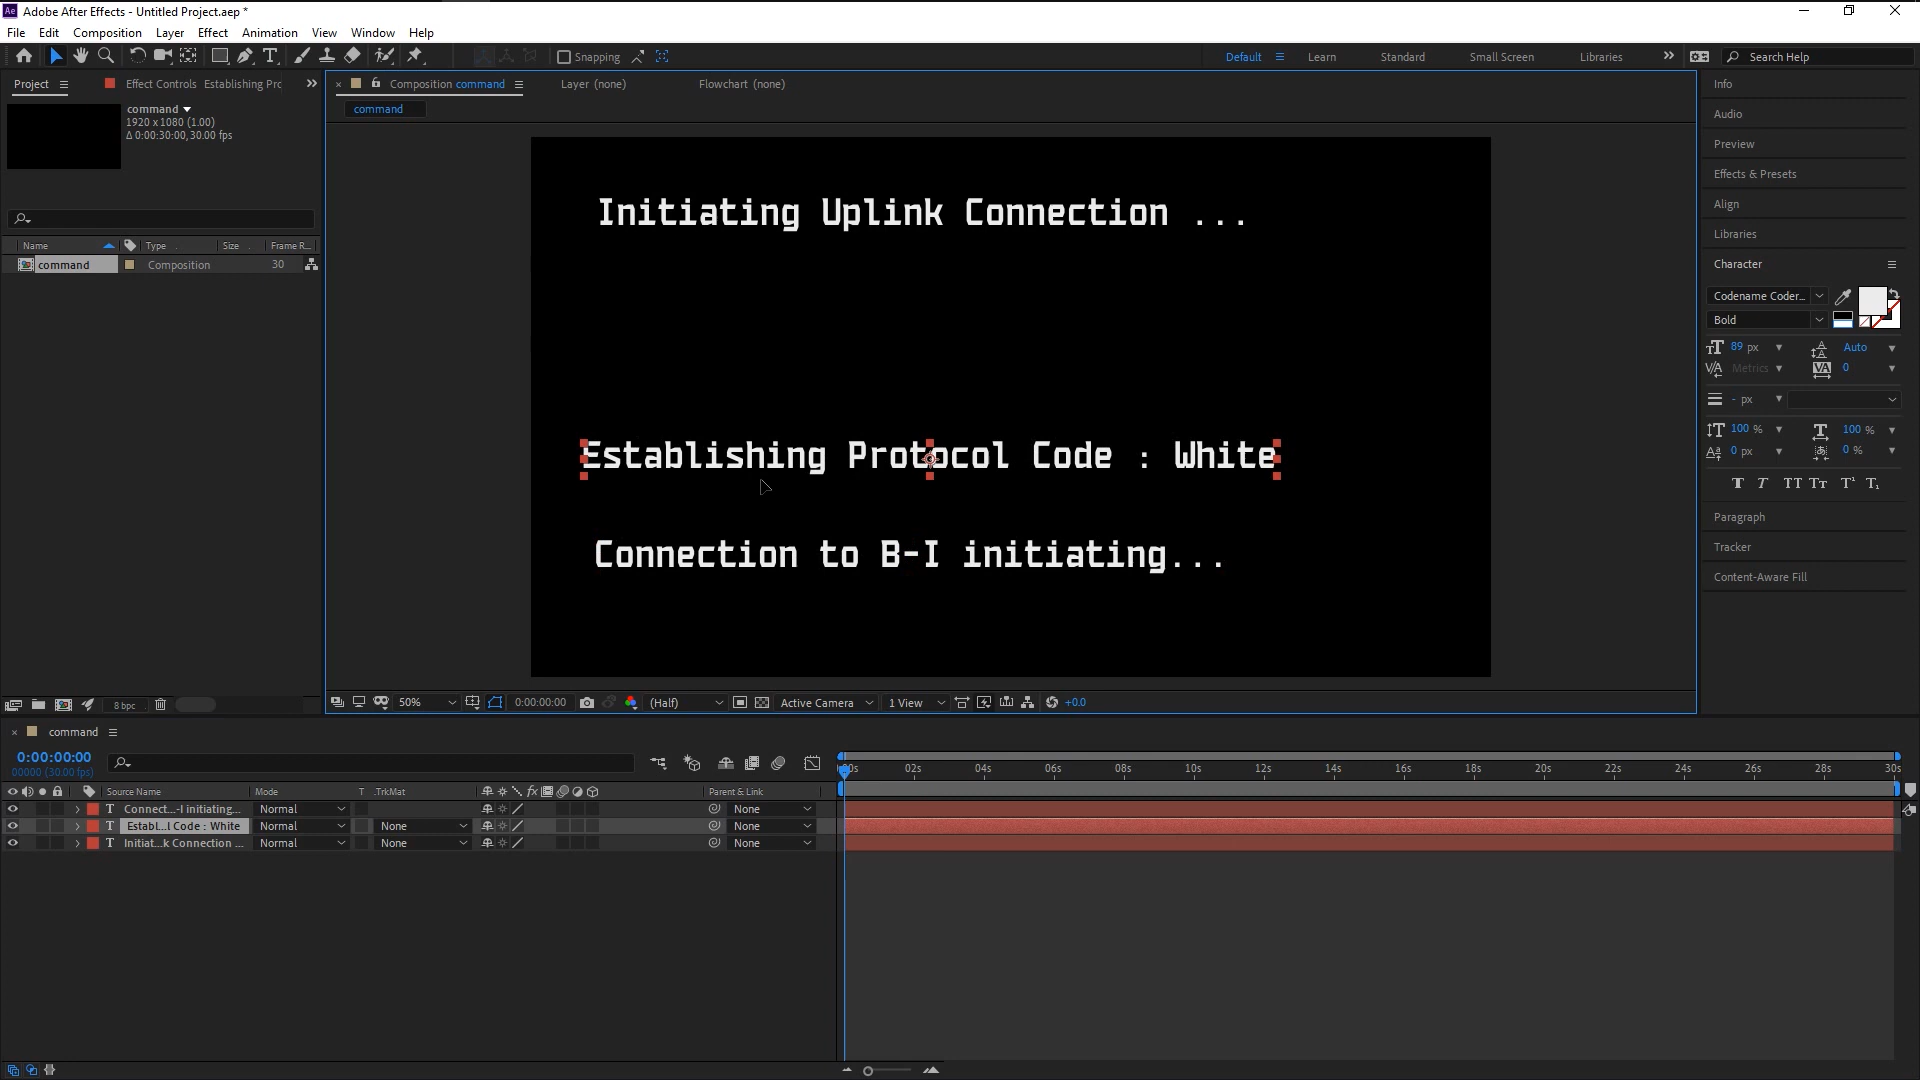 Adobe After Effects - Untitled Project.aep *
File Edit Composition Layer Effect Animation View Window Help
Snapping Default Learn Standard Small Screen Libraries Search Help
Project Effect Controls Establishing Prc
Composition command Layer (none) Flowchart (none)
command
command
1920 x 1080 (1.00)
Δ 0:00:30:00, 30.00 fps
Name Type Size Frame R...
command Composition 30
Initiating Uplink Connection ...
Establishing Protocol Code : White
Connection to B-I initiating...
Info
Audio
Preview
Effects & Presets
Align
Libraries
Character
Codename Coder...
Bold
89 px Auto
Metrics 0
- px
100 % 100 %
0 px 0 %
Paragraph
Tracker
Content-Aware Fill
8 bpc
50% 0:00:00:00 (Half) Active Camera 1 View +0.0
command
0:00:00:00
00000 (30.00 fps)
00s 02s 04s 06s 08s 10s 12s 14s 16s 18s 20s 22s 24s 26s 28s 30s
Source Name Mode T .TrkMat Parent & Link
Connect...-I initiating... Normal None
Establ...l Code : White Normal None None
Initiat...k Connection ... Normal None None